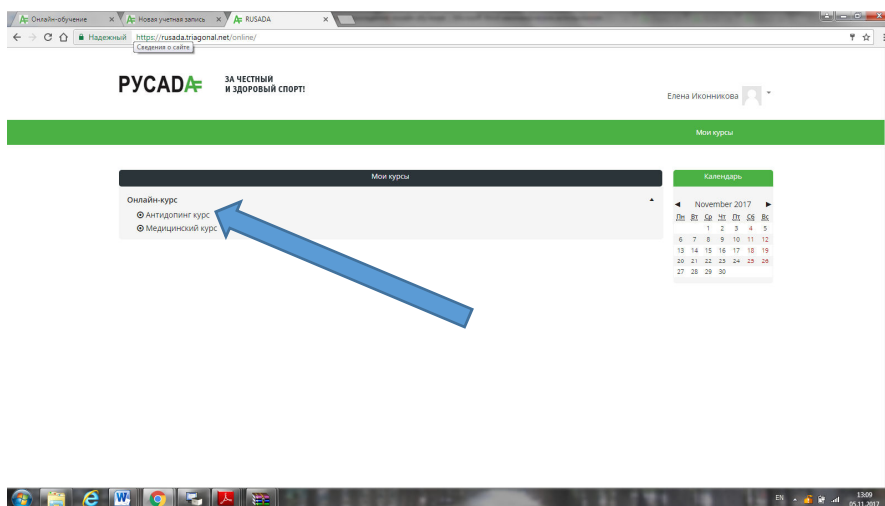 Онлайн-обучение
Новая учетная запись
RUSADA
Надежный https://rusada.triagonal.net/online/
Сведения о сайте
РУСАДА
ЗА ЧЕСТНЫЙ
И ЗДОРОВЫЙ СПОРТ!
Елена Иконникова
Мои курсы
Мои курсы
Онлайн-курс
Антидопинг курс
Медицинский курс
Календарь
◄ November 2017 ►
Пн Вт Ср Чт Пт Сб Вс
1 2 3 4 5
6 7 8 9 10 11 12
13 14 15 16 17 18 19
20 21 22 23 24 25 26
27 28 29 30
EN
13:09
05.11.2017